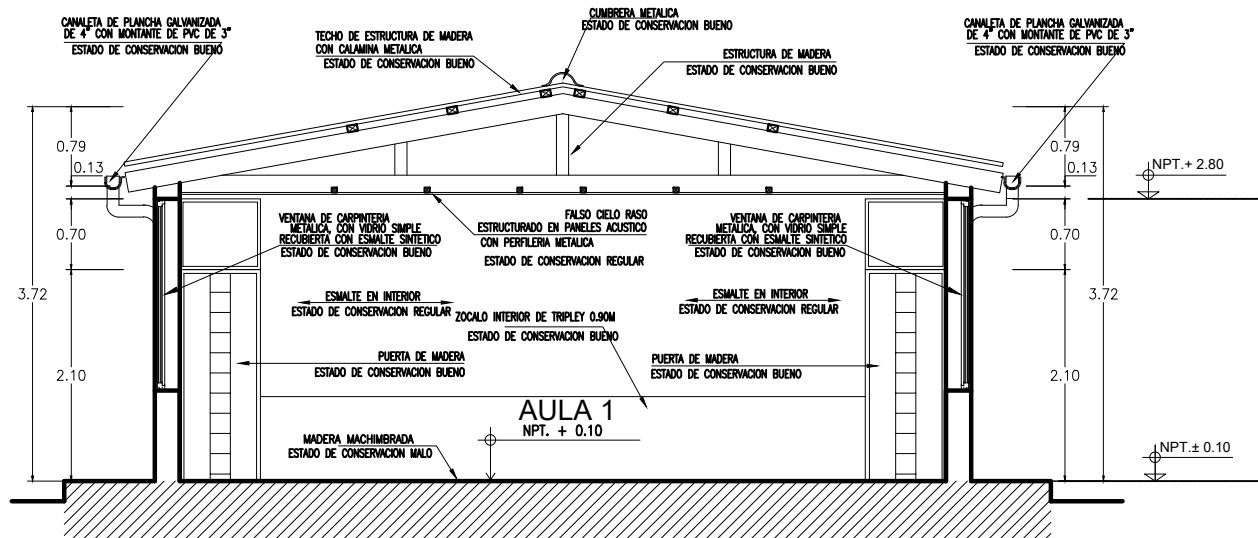 CUMBRERA METALICA
ESTADO DE CONSERVACION BUENO
CANALETA DE PLANCHA GALVANIZADA
DE 4" CON MONTANTE DE PVC DE 3"
ESTADO DE CONSERVACION BUENO
TECHO DE ESTRUCTURA DE MADERA
CON CALAMINA METALICA
ESTADO DE CONSERVACION BUENO
ESTRUCTURA DE MADERA
ESTADO DE CONSERVACION BUENO
CANALETA DE PLANCHA GALVANIZADA
DE 4" CON MONTANTE DE PVC DE 3"
ESTADO DE CONSERVACION BUENO
0.79
0.13
0.70
3.72
2.10
0.79
0.13
0.70
3.72
2.10
NPT.+ 2.80
VENTANA DE CARPINTERIA
METALICA, CON VIDRIO SIMPLE
RECUBIERTA CON ESMALTE SINTETICO
ESTADO DE CONSERVACION BUENO
FALSO CIELO RASO
ESTRUCTURADO EN PANELES ACUSTICO
CON PERFILERIA METALICA
ESTADO DE CONSERVACION REGULAR
VENTANA DE CARPINTERIA
METALICA, CON VIDRIO SIMPLE
RECUBIERTA CON ESMALTE SINTETICO
ESTADO DE CONSERVACION BUENO
ESMALTE EN INTERIOR
ESTADO DE CONSERVACION REGULAR
ZOCALO INTERIOR DE TRIPLEY 0.90M
ESTADO DE CONSERVACION BUENO
ESMALTE EN INTERIOR
ESTADO DE CONSERVACION REGULAR
PUERTA DE MADERA
ESTADO DE CONSERVACION BUENO
PUERTA DE MADERA
ESTADO DE CONSERVACION BUENO
AULA 1
NPT. + 0.10
MADERA MACHIMBRADA
ESTADO DE CONSERVACION MALO
NPT.± 0.10